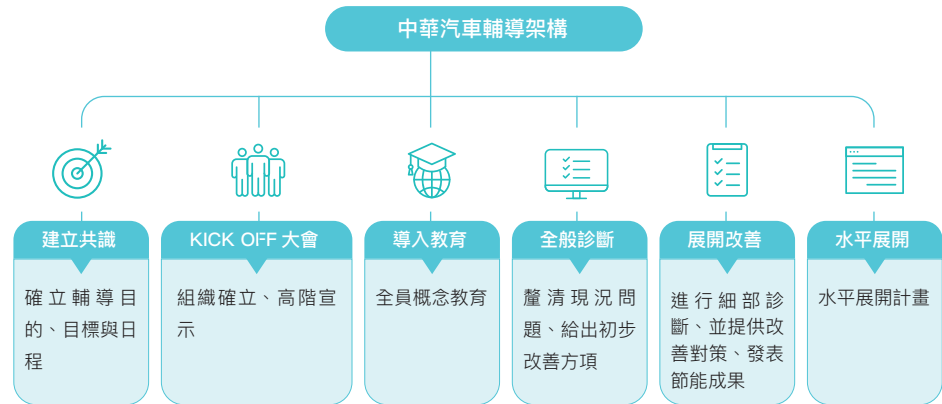 中華汽車輔導架構
建立共識
確立輔導目
的、目標與日
程
KICK OFF 大會
組織確立、高階宣
示
導入教育
全員概念教育
全般診斷
釐清現況問
題、給出初步
改善方項
展開改善
進行細部診
斷、並提供改
善對策、發表
節能成果
水平展開
水平展開計畫